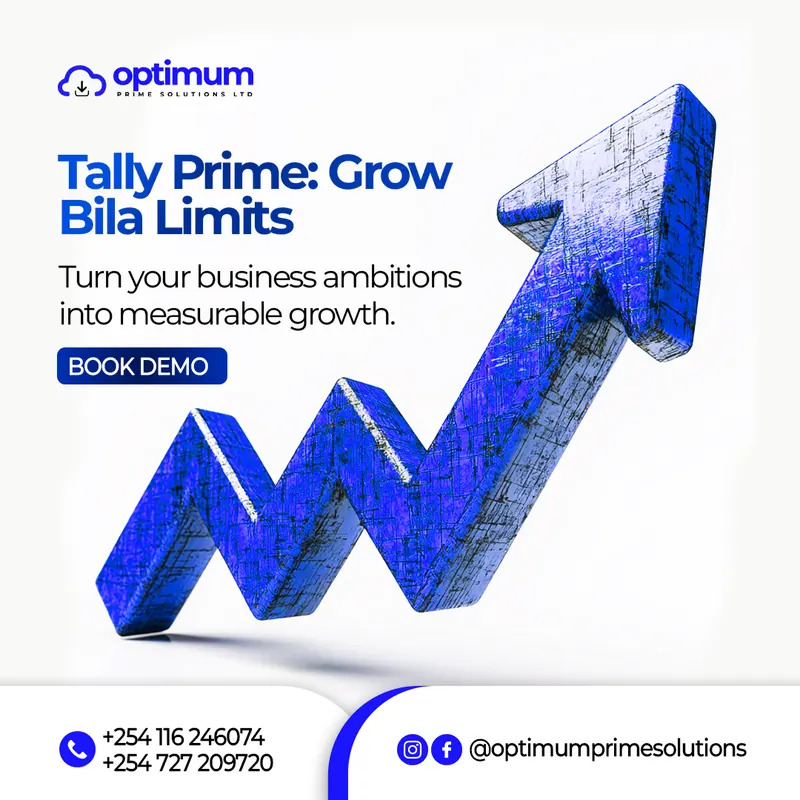 optimum
PRIME SOLUTIONS LTD
Tally Prime: Grow
Bila Limits
Turn your business ambitions
into measurable growth.
BOOK DEMO
+254 116 246074
+254 727 209720
@optimumprimesolutions